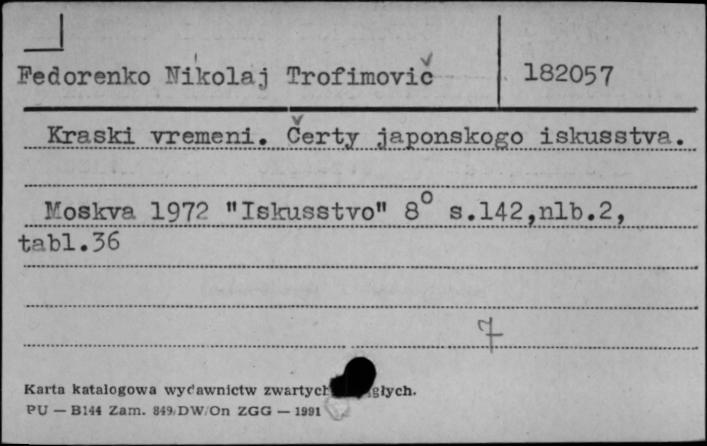 Fedorenko Nikolaj Trofimovič 182057
Kraski vremeni. Čerty japonskogo iskusstva.
Moskva 1972 "Iskusstvo" 8° s.142,nlb.2,
tabl.36
7
Karta katalogowa wydawnictw zwartych
PU — B144 Zam. 849/DW/On ZGG — 1991